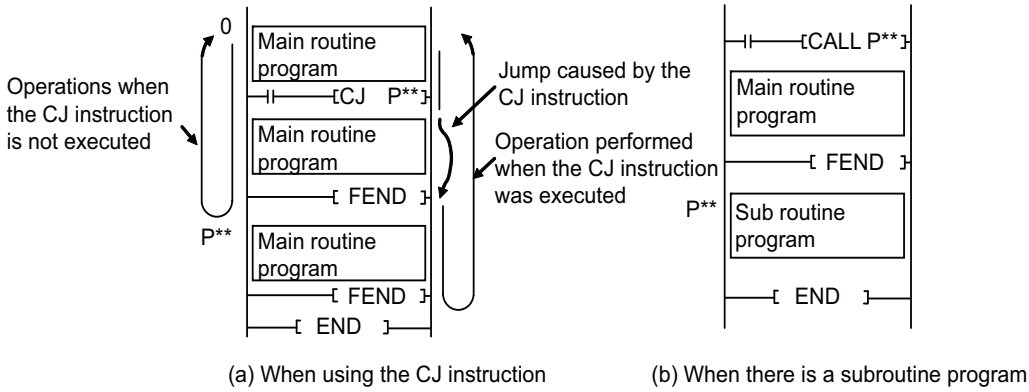 Operations when
the CJ instruction
is not executed
0
Main routine
program
CJ P**
Main routine
program
FEND
P**
Main routine
program
FEND
END
Jump caused by the
CJ instruction
Operation performed
when the CJ instruction
was executed
(a) When using the CJ instruction
CALL P**
Main routine
program
FEND
P**
Sub routine
program
END
(b) When there is a subroutine program